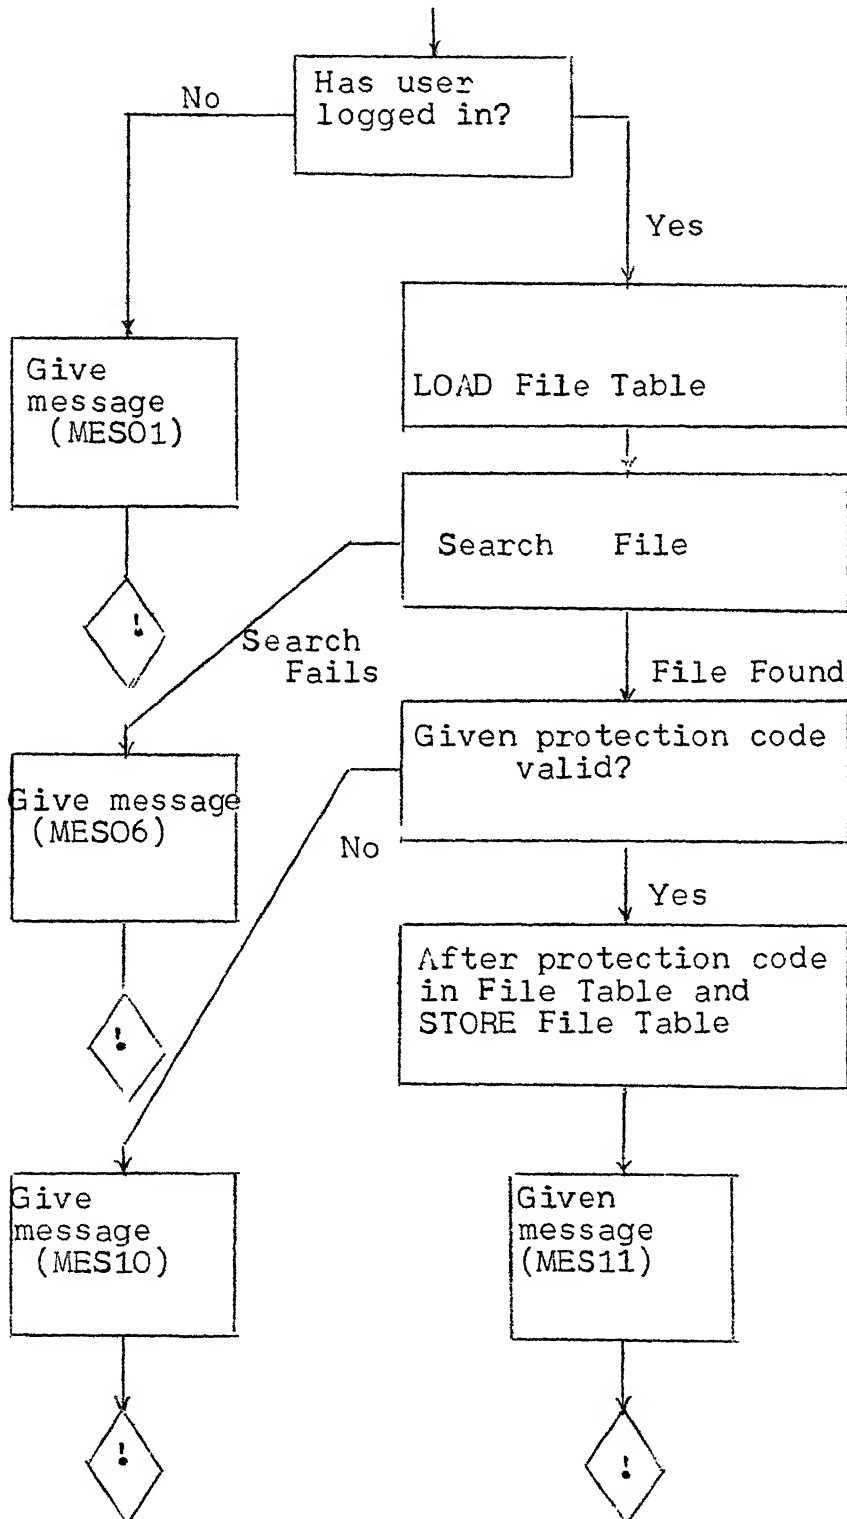 Has user
logged in?
No
Yes
Give
message
(MES01)
LOAD File Table
Search File
!
Search
Fails
File Found
Given protection code
valid?
Give message
(MES06)
No
Yes
After protection code
in File Table and
STORE File Table
!
Give
message
(MES10)
Given
message
(MES11)
!
!